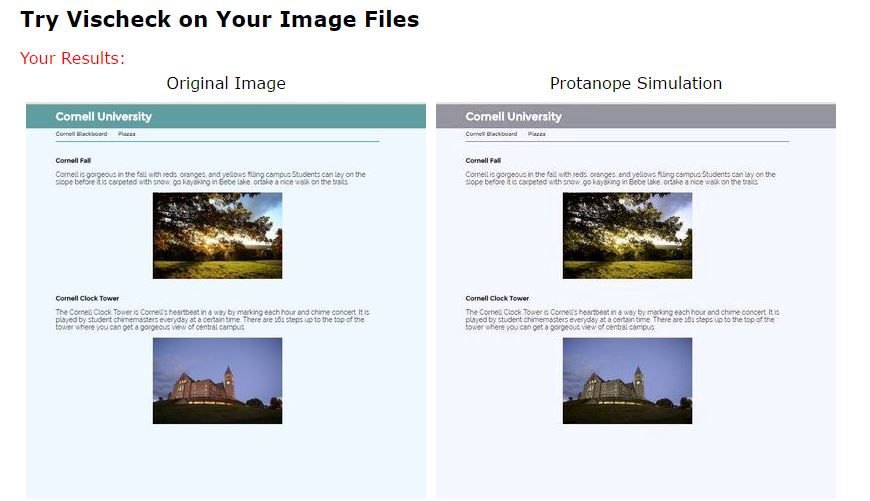 Try Vischeck on Your Image Files
Your Results:
Original Image
Protanope Simulation
Cornell University
Cornell Blackboard Piazza
Cornell Fall
Cornell is gorgeous in the fall with reds, oranges, and yellows filling campus.Students can lay on the
slope before it is carpeted with snow, go kayaking in Bebe lake, ortake a nice walk on the trails.
Cornell Clock Tower
The Cornell Clock Tower is Cornell's heartbeat in a way by marking each hour and chime concert. It is
played by student chimemasters everyday at a certain time. There are 161 steps up to the top of the
tower where you can get a gorgeous view of central campus.
Cornell University
Cornell Blackboard Piazza
Cornell Fall
Cornell is gorgeous in the fall with reds, oranges, and yellows filling campus.Students can lay on the
slope before it is carpeted with snow, go kayaking in Bebe lake, ortake a nice walk on the trails.
Cornell Clock Tower
The Cornell Clock Tower is Cornell's heartbeat in a way by marking each hour and chime concert. It is
played by student chimemasters everyday at a certain time. There are 161 steps up to the top of the
tower where you can get a gorgeous view of central campus.